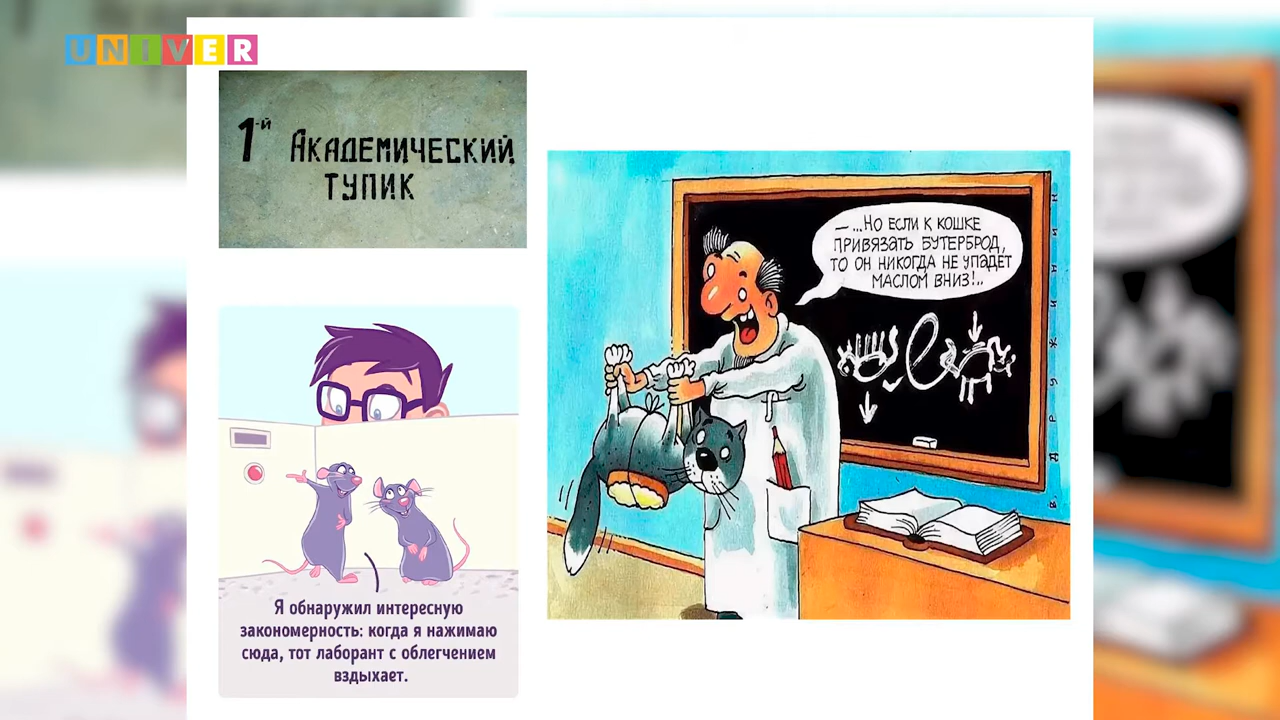 UNIVER
1-й АКАДЕМИЧЕСКИЙ
ТУПИК
— ...НО ЕСЛИ К КОШКЕ
ПРИВЯЗАТЬ БУТЕРБРОД,
ТО ОН НИКОГДА НЕ УПАДЕТ
МАСЛОМ ВНИЗ!..
Я обнаружил интересную
закономерность: когда я нажимаю
сюда, тот лаборант с облегчением
вздыхает.